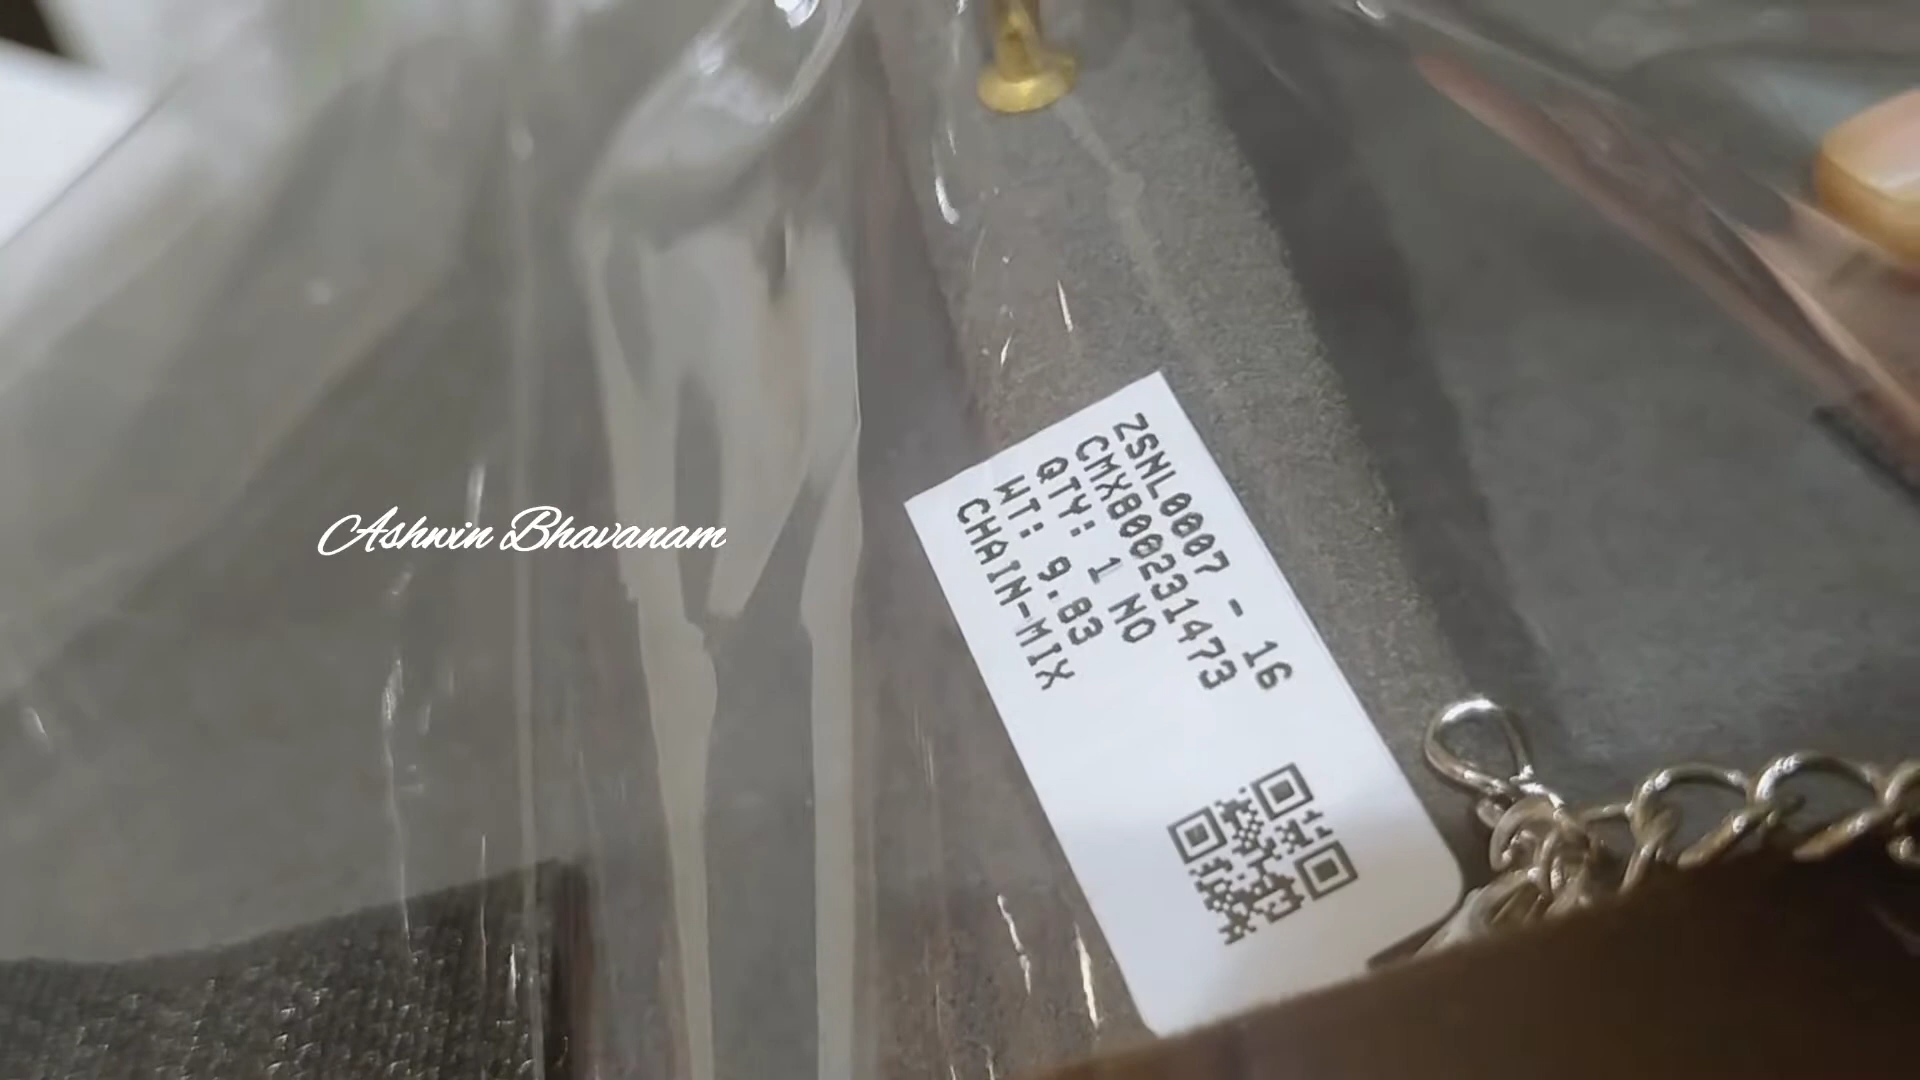 Ashwin Bhavanam
ZSNL0007 - 16
CMXB00231473
QTY: 1 NO
WT: 9.83
CHAIN-MIX